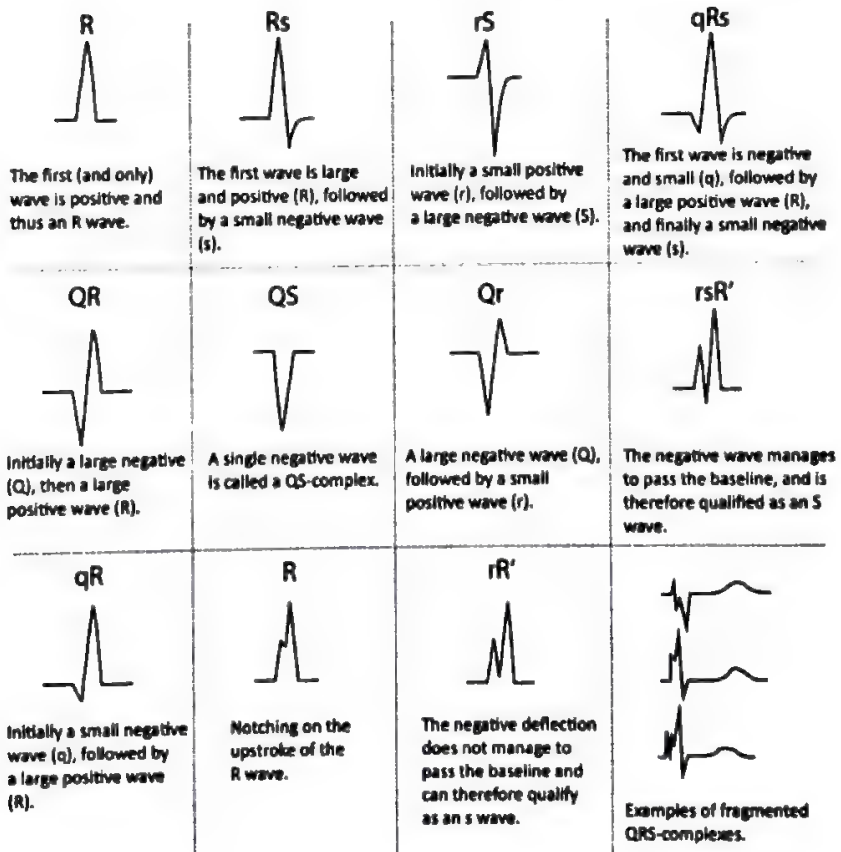 R
The first (and only)
wave is positive and
thus an R wave.
Rs
The first wave is large
and positive (R), followed
by a small negative wave
(s).
rS
Initially a small positive
wave (r), followed by
a large negative wave (S).
qRs
The first wave is negative
and small (q), followed by
a large positive wave (R),
and finally a small negative
wave (s).
QR
Initially a large negative
(Q), then a large
positive wave (R).
QS
A single negative wave
is called a QS-complex.
Qr
A large negative wave (Q),
followed by a small
positive wave (r).
rsR'
The negative wave manages
to pass the baseline, and is
therefore qualified as an S
wave.
qR
Initially a small negative
wave (q), followed by
a large positive wave
(R).
R
Notching on the
upstroke of the
R wave.
rR'
The negative deflection
does not manage to
pass the baseline and
can therefore qualify
as an s wave.
Examples of fragmented
QRS-complexes.